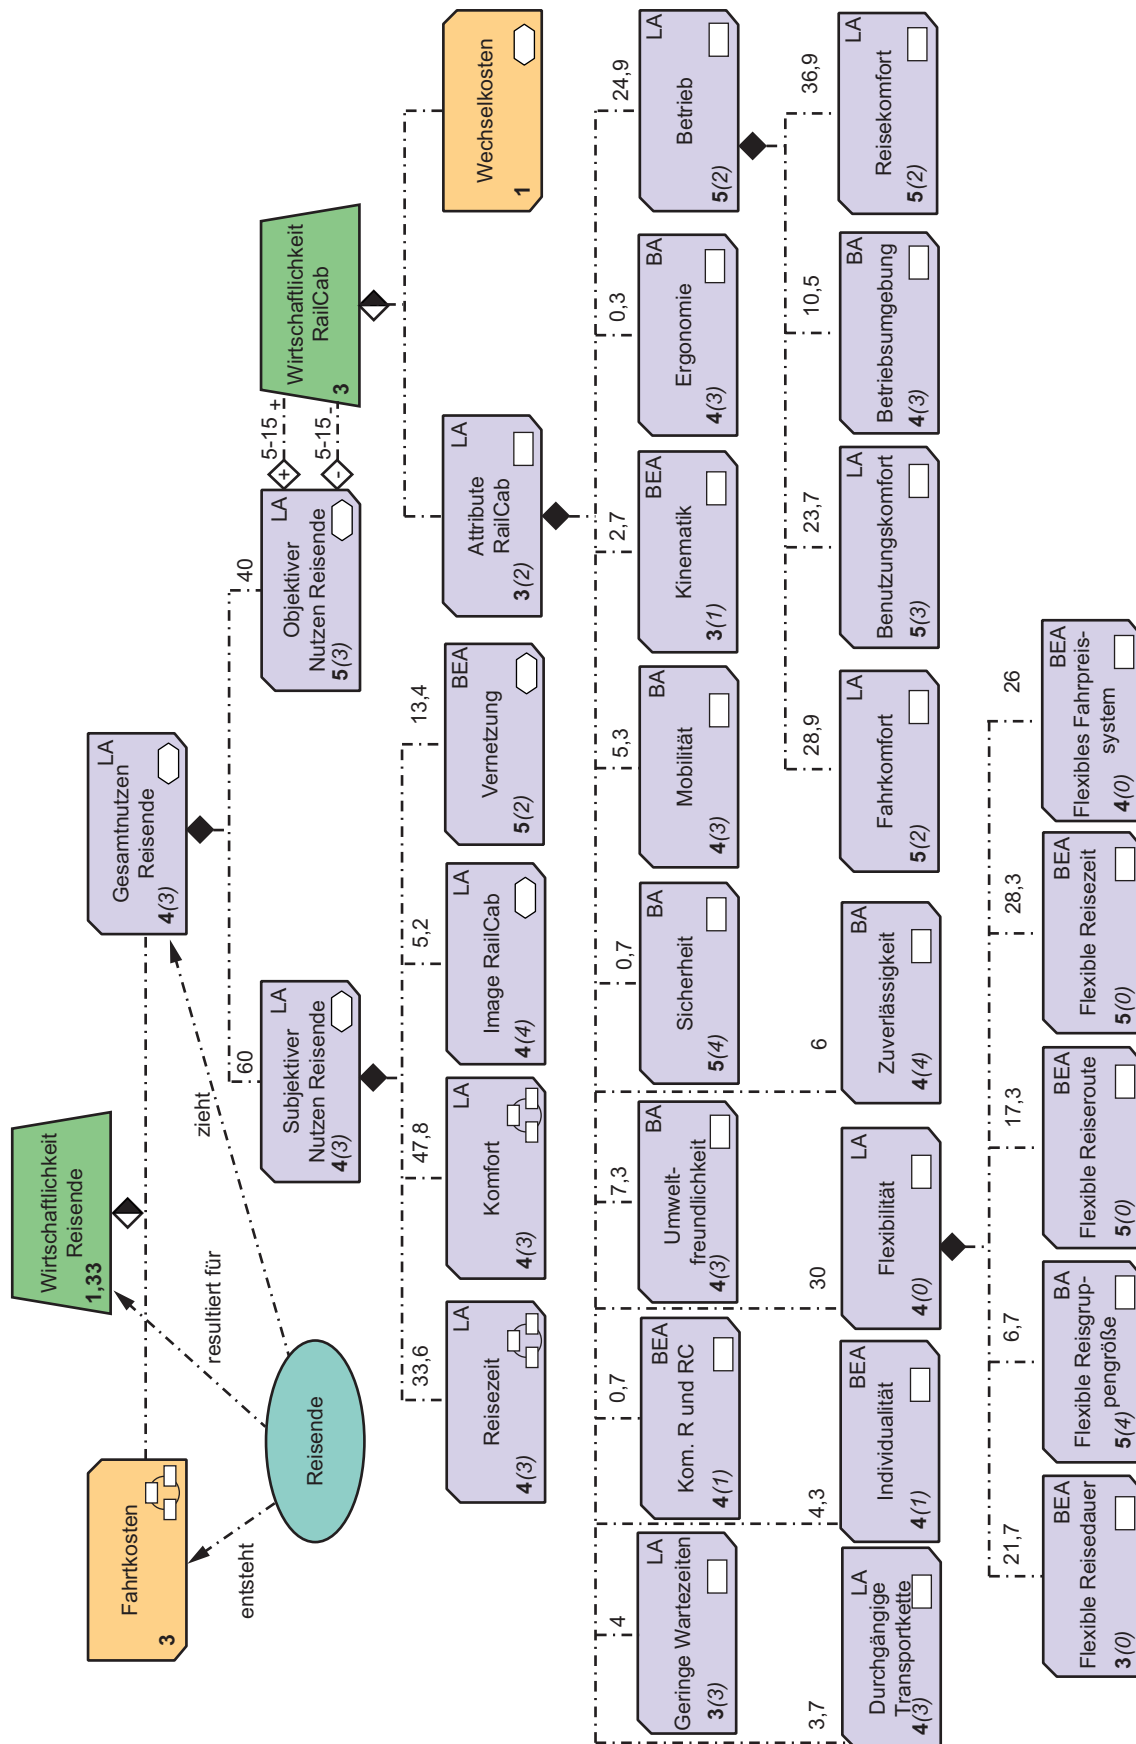 Wirtschaftlichkeit
Reisende
1,33
Fahrtkosten
3
Gesamtnutzen
Reisende
LA
4(3)
entsteht
resultiert für
zieht
Reisende
60
40
Subjektiver
Nutzen Reisende
LA
4(3)
Objektiver
Nutzen Reisende
LA
5(3)
+
5-15 +
-
5-15 -
Wirtschaftlichkeit
RailCab
3
33,6
47,8
5,2
13,4
Reisezeit
LA
4(3)
Komfort
LA
4(3)
Image RailCab
LA
4(4)
Vernetzung
BEA
5(2)
Attribute
RailCab
LA
3(2)
Wechselkosten
1
4
0,7
7,3
0,7
5,3
2,7
0,3
24,9
Geringe Wartezeiten
LA
3(3)
Kom. R und RC
BEA
4(1)
Umwelt-
freundlichkeit
BA
4(3)
Sicherheit
BA
5(4)
Mobilität
BA
4(3)
Kinematik
BEA
3(1)
Ergonomie
BA
4(3)
Betrieb
LA
5(2)
3,7
4,3
30
6
28,9
23,7
10,5
36,9
Durchgängige
Transportkette
LA
4(3)
Individualität
BEA
4(1)
Flexibilität
LA
4(0)
Zuverlässigkeit
BA
4(4)
Fahrkomfort
LA
5(2)
Benutzungskomfort
LA
5(3)
Betriebsumgebung
BA
4(3)
Reisekomfort
LA
5(2)
21,7
6,7
17,3
28,3
26
Flexible Reisedauer
BEA
3(0)
Flexible Reisgrup-
pengröße
BA
5(4)
Flexible Reiseroute
BEA
5(0)
Flexible Reisezeit
BEA
5(0)
Flexibles Fahrpreis-
system
BEA
4(0)